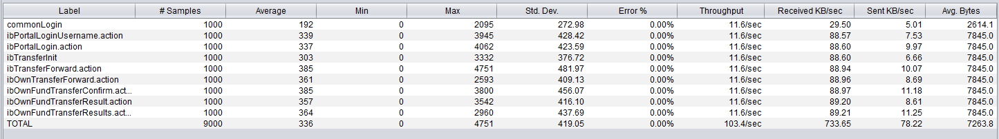 Label # Samples Average Min Max Std. Dev. Error % Throughput Received KB/sec Sent KB/sec Avg. Bytes
commonLogin 1000 192 0 2095 272.98 0.00% 11.6/sec 29.50 5.01 2614.1
ibPortalLoginUsername.action 1000 339 0 3945 428.42 0.00% 11.6/sec 88.57 7.53 7845.0
ibPortalLogin.action 1000 337 0 4062 423.59 0.00% 11.6/sec 88.60 9.97 7845.0
ibTransferInit 1000 303 0 3332 376.72 0.00% 11.6/sec 88.60 6.66 7845.0
ibTransferForward.action 1000 385 0 4751 481.97 0.00% 11.6/sec 88.94 10.07 7845.0
ibOwnTransferForward.action 1000 361 0 2593 409.13 0.00% 11.6/sec 88.96 8.69 7845.0
ibOwnFundTransferConfirm.act... 1000 385 0 3800 456.07 0.00% 11.6/sec 88.97 11.18 7845.0
ibOwnFundTransferResult.action 1000 357 0 3542 416.10 0.00% 11.6/sec 89.20 8.61 7845.0
ibOwnFundTransferResults.act... 1000 364 0 2960 437.69 0.00% 11.6/sec 89.21 11.25 7845.0
TOTAL 9000 336 0 4751 419.05 0.00% 103.4/sec 733.65 78.22 7263.8